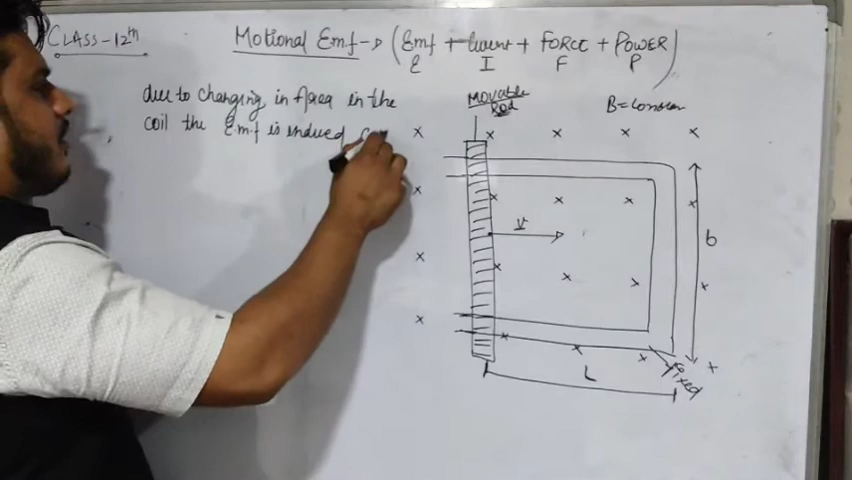 CLASS-12th
Motional Emf → (Emf + Current + FORCE + POWER)
E I F P
due to changing in Area in the
coil the Emf is induced
MOVABLE
Rod
B = Constan
V
b
L
fixed